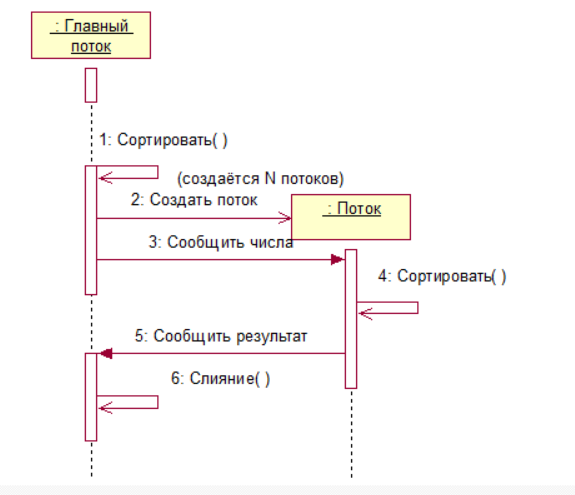 : Главный
поток
1: Сортировать( )
(создаётся N потоков)
2: Создать поток
: Поток
3: Сообщить числа
4: Сортировать( )
5: Сообщить результат
6: Слияние( )